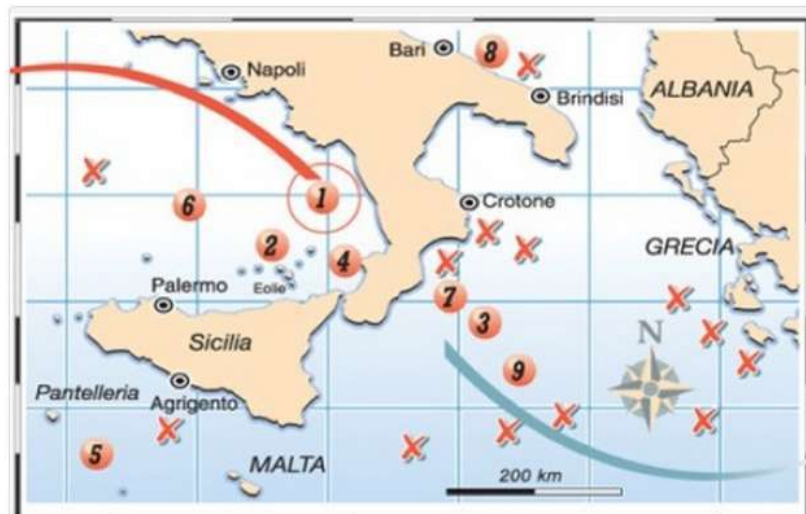 Bari
8
Napoli
Brindisi
ALBANIA
1
6
Crotone
2
4
GRECIA
Eolie
Palermo
7
3
Sicilia
N
9
Pantelleria
Agrigento
5
MALTA
200 km